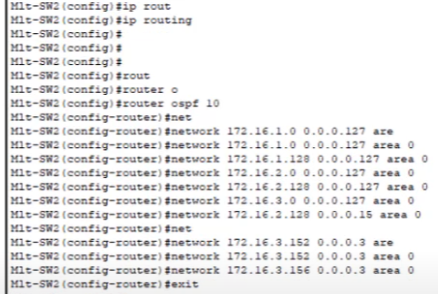 Mlt-SW2(config)#ip rout
Mlt-SW2(config)#ip routing
Mlt-SW2(config)#
Mlt-SW2(config)#
Mlt-SW2(config)#
Mlt-SW2(config)#rout
Mlt-SW2(config)#router o
Mlt-SW2(config)#router ospf 10
Mlt-SW2(config-router)#net
Mlt-SW2(config-router)#network 172.16.1.0 0.0.0.127 are
Mlt-SW2(config-router)#network 172.16.1.0 0.0.0.127 area 0
Mlt-SW2(config-router)#network 172.16.1.128 0.0.0.127 area 0
Mlt-SW2(config-router)#network 172.16.2.0 0.0.0.127 area 0
Mlt-SW2(config-router)#network 172.16.2.128 0.0.0.127 area 0
Mlt-SW2(config-router)#network 172.16.3.0 0.0.0.127 area 0
Mlt-SW2(config-router)#network 172.16.2.128 0.0.0.15 area 0
Mlt-SW2(config-router)#net
Mlt-SW2(config-router)#network 172.16.3.152 0.0.0.3 are
Mlt-SW2(config-router)#network 172.16.3.152 0.0.0.3 area 0
Mlt-SW2(config-router)#network 172.16.3.156 0.0.0.3 area 0
Mlt-SW2(config-router)#exit